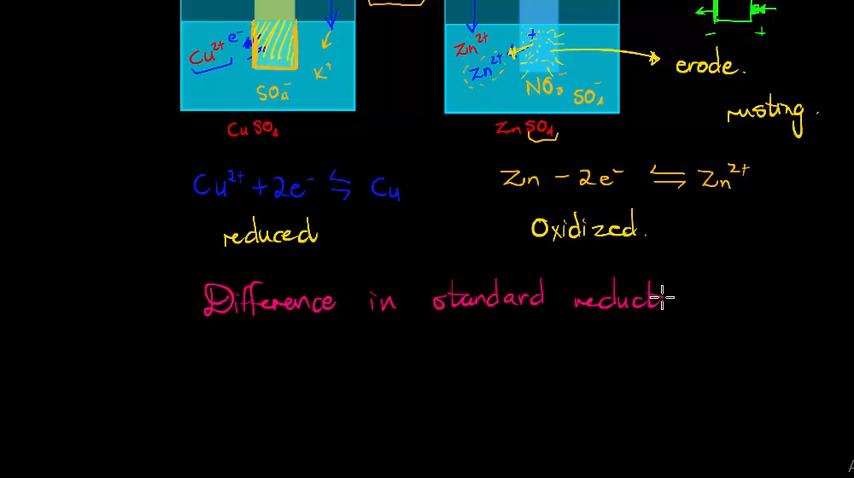 Cu²⁺ e⁻
K⁺
SO₄⁻
CuSO₄
+
Zn²⁺
Zn²⁺
NO₃
SO₄⁻
ZnSO₄
- +
erode.
rusting.
Cu²⁺ + 2e⁻ ⇌ Cu
Zn - 2e⁻ ⇌ Zn²⁺
reduced
Oxidized.
Difference in standard reduct